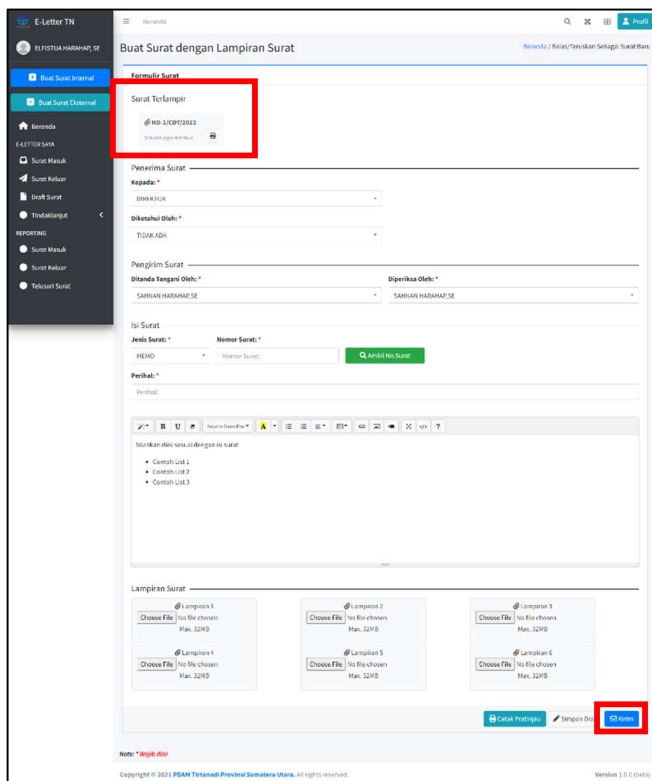 E-Letter TN
Beranda
Profil
ELFISTUA HARAHAP, SE
Buat Surat dengan Lampiran Surat
Beranda / Balas/Teruskan Sebagai Surat Baru
Buat Surat Internal
Buat Surat Eksternal
Beranda
E-LETTER SAYA
Surat Masuk
Surat Keluar
Draft Surat
Tindaklanjut
REPORTING
Surat Masuk
Surat Keluar
Telusuri Surat
Formulir Surat
Surat Terlampir
ND-1/CDT/2022
Penerima Surat
Kepada: *
DIREKTUR
Diketahui Oleh: *
TIDAK ADA
Pengirim Surat
Ditanda Tangani Oleh: *
Diperiksa Oleh: *
SAHNAN HARAHAP,SE
SAHNAN HARAHAP,SE
Isi Surat
Jenis Surat: *
Nomor Surat: *
MEMO
Nomor Surat:
Ambil No.Surat
Perihal: *
Perihal:
B U
A
?
Silahkan diisi sesuai dengan isi surat
• Contoh List 1
• Contoh List 2
• Contoh List 3
Lampiran Surat
Lampiran 1
Choose File No file chosen
Max. 32MB
Lampiran 2
Choose File No file chosen
Max. 32MB
Lampiran 3
Choose File No file chosen
Max. 32MB
Lampiran 4
Choose File No file chosen
Max. 32MB
Lampiran 5
Choose File No file chosen
Max. 32MB
Lampiran 6
Choose File No file chosen
Max. 32MB
Cetak Pratinjau
Simpan Dra
Kirim
Note: * Wajib diisi
Copyright © 2021 PDAM Tirtanadi Provinsi Sumatera Utara. All rights reserved.
Version 1.0.0 (beta)